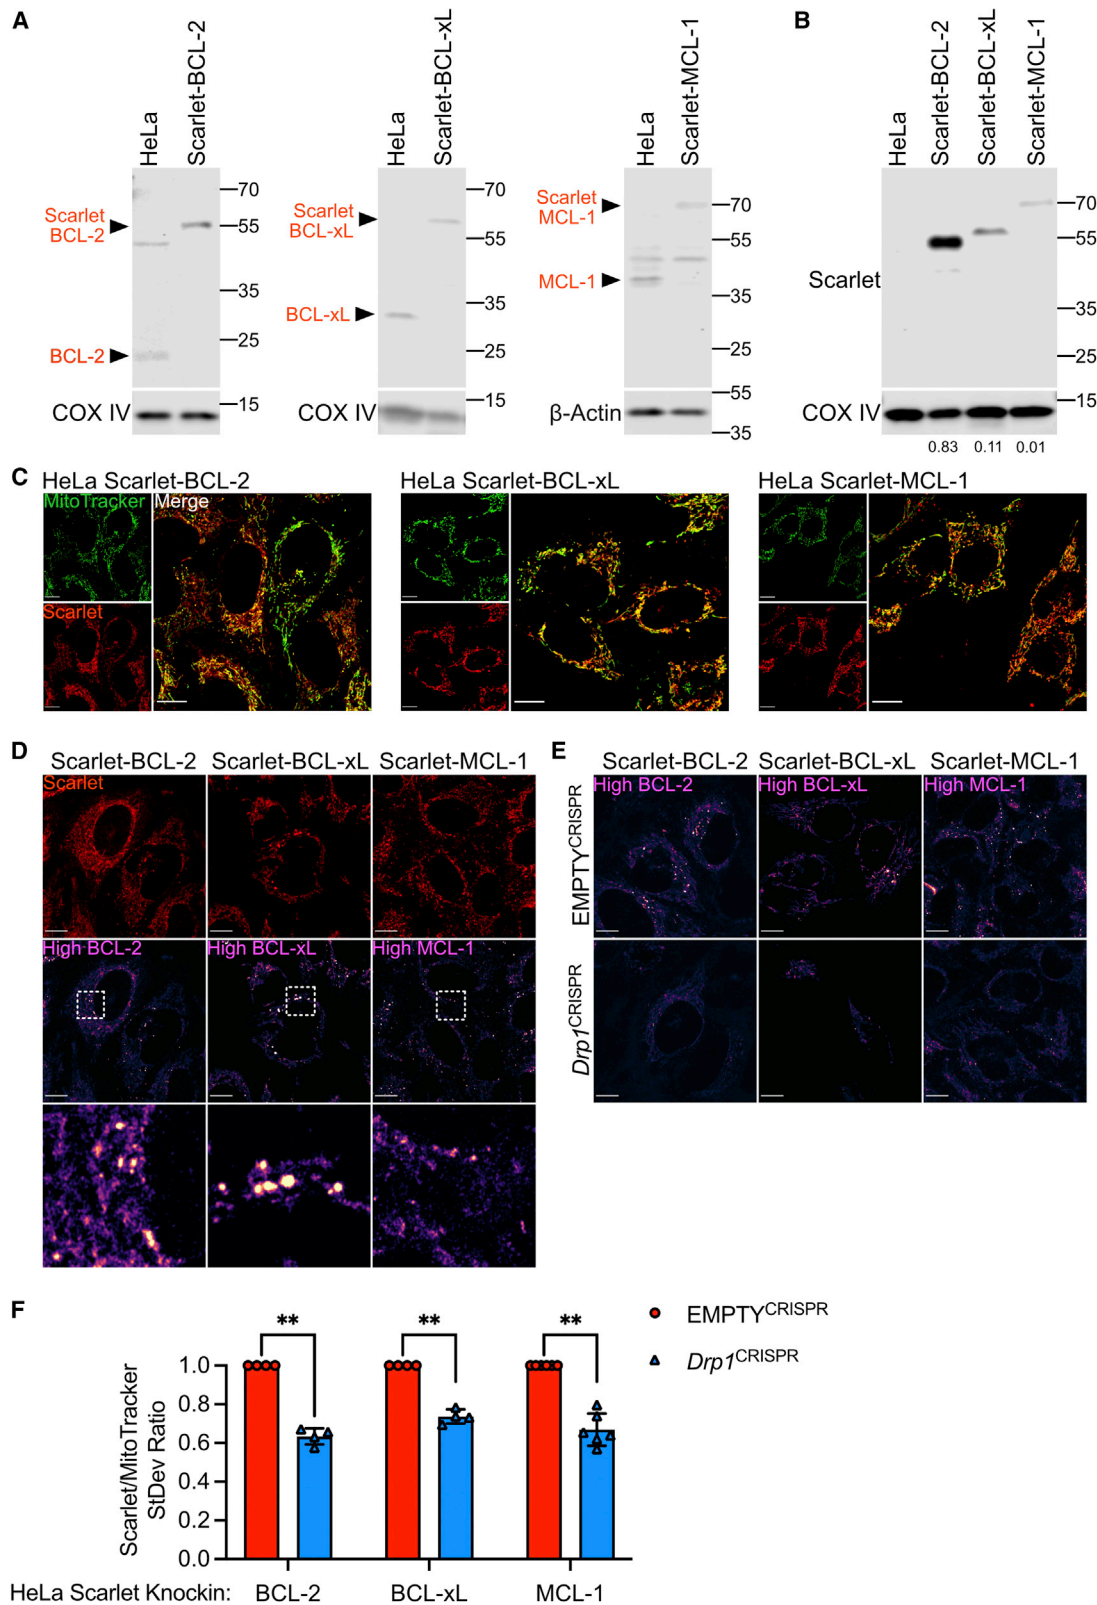 A
HeLa
Scarlet-BCL-2
Scarlet
BCL-2
BCL-2
COX IV
70
55
35
25
15
HeLa
Scarlet-BCL-xL
Scarlet
BCL-xL
BCL-xL
COX IV
70
55
35
25
15
HeLa
Scarlet-MCL-1
Scarlet
MCL-1
MCL-1
β-Actin
70
55
35
25
55
35
B
HeLa
Scarlet-BCL-2
Scarlet-BCL-xL
Scarlet-MCL-1
Scarlet
COX IV
70
55
35
25
15
0.83 0.11 0.01
C
HeLa Scarlet-BCL-2
MitoTracker
Merge
Scarlet
HeLa Scarlet-BCL-xL
HeLa Scarlet-MCL-1
D
Scarlet-BCL-2 Scarlet-BCL-xL Scarlet-MCL-1
Scarlet
High BCL-2 High BCL-xL High MCL-1
E
Scarlet-BCL-2 Scarlet-BCL-xL Scarlet-MCL-1
High BCL-2 High BCL-xL High MCL-1
EMPTYCRISPR
Drp1CRISPR
F
EMPTYCRISPR
Drp1CRISPR
** ** **
Scarlet/MitoTracker
StDev Ratio
1.0
0.8
0.6
0.4
0.2
0.0
HeLa Scarlet Knockin: BCL-2 BCL-xL MCL-1